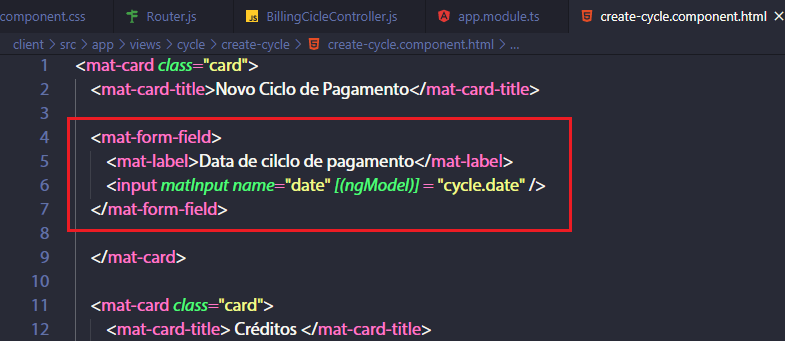 component.css Router.js BillingCicleController.js app.module.ts create-cycle.component.html
client > src > app > views > cycle > create-cycle > create-cycle.component.html > ...
1 <mat-card class="card">
2 <mat-card-title>Novo Ciclo de Pagamento</mat-card-title>
3
4 <mat-form-field>
5 <mat-label>Data de cilclo de pagamento</mat-label>
6 <input matInput name="date" [(ngModel)] = "cycle.date" />
7 </mat-form-field>
8
9 </mat-card>
10
11 <mat-card class="card">
12 <mat-card-title> Créditos </mat-card-title>